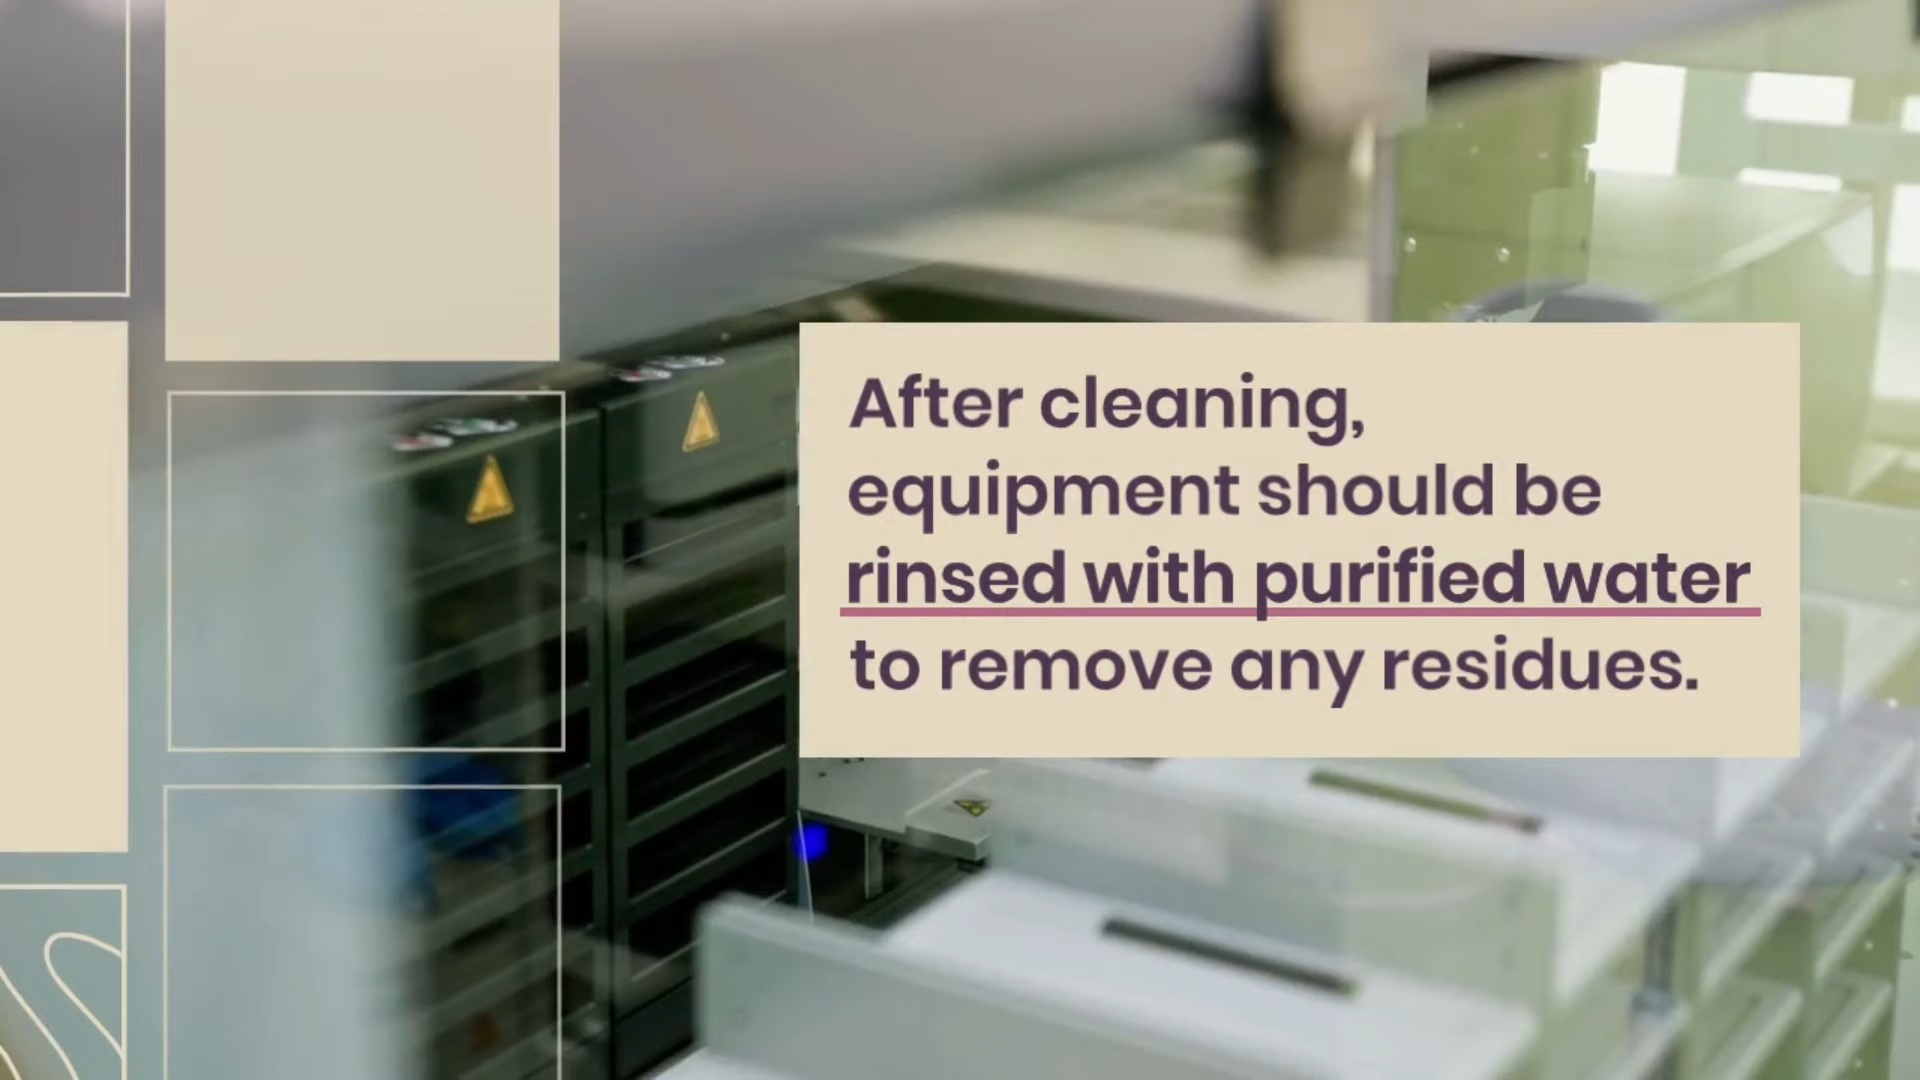 After cleaning,
equipment should be
rinsed with purified water
to remove any residues.